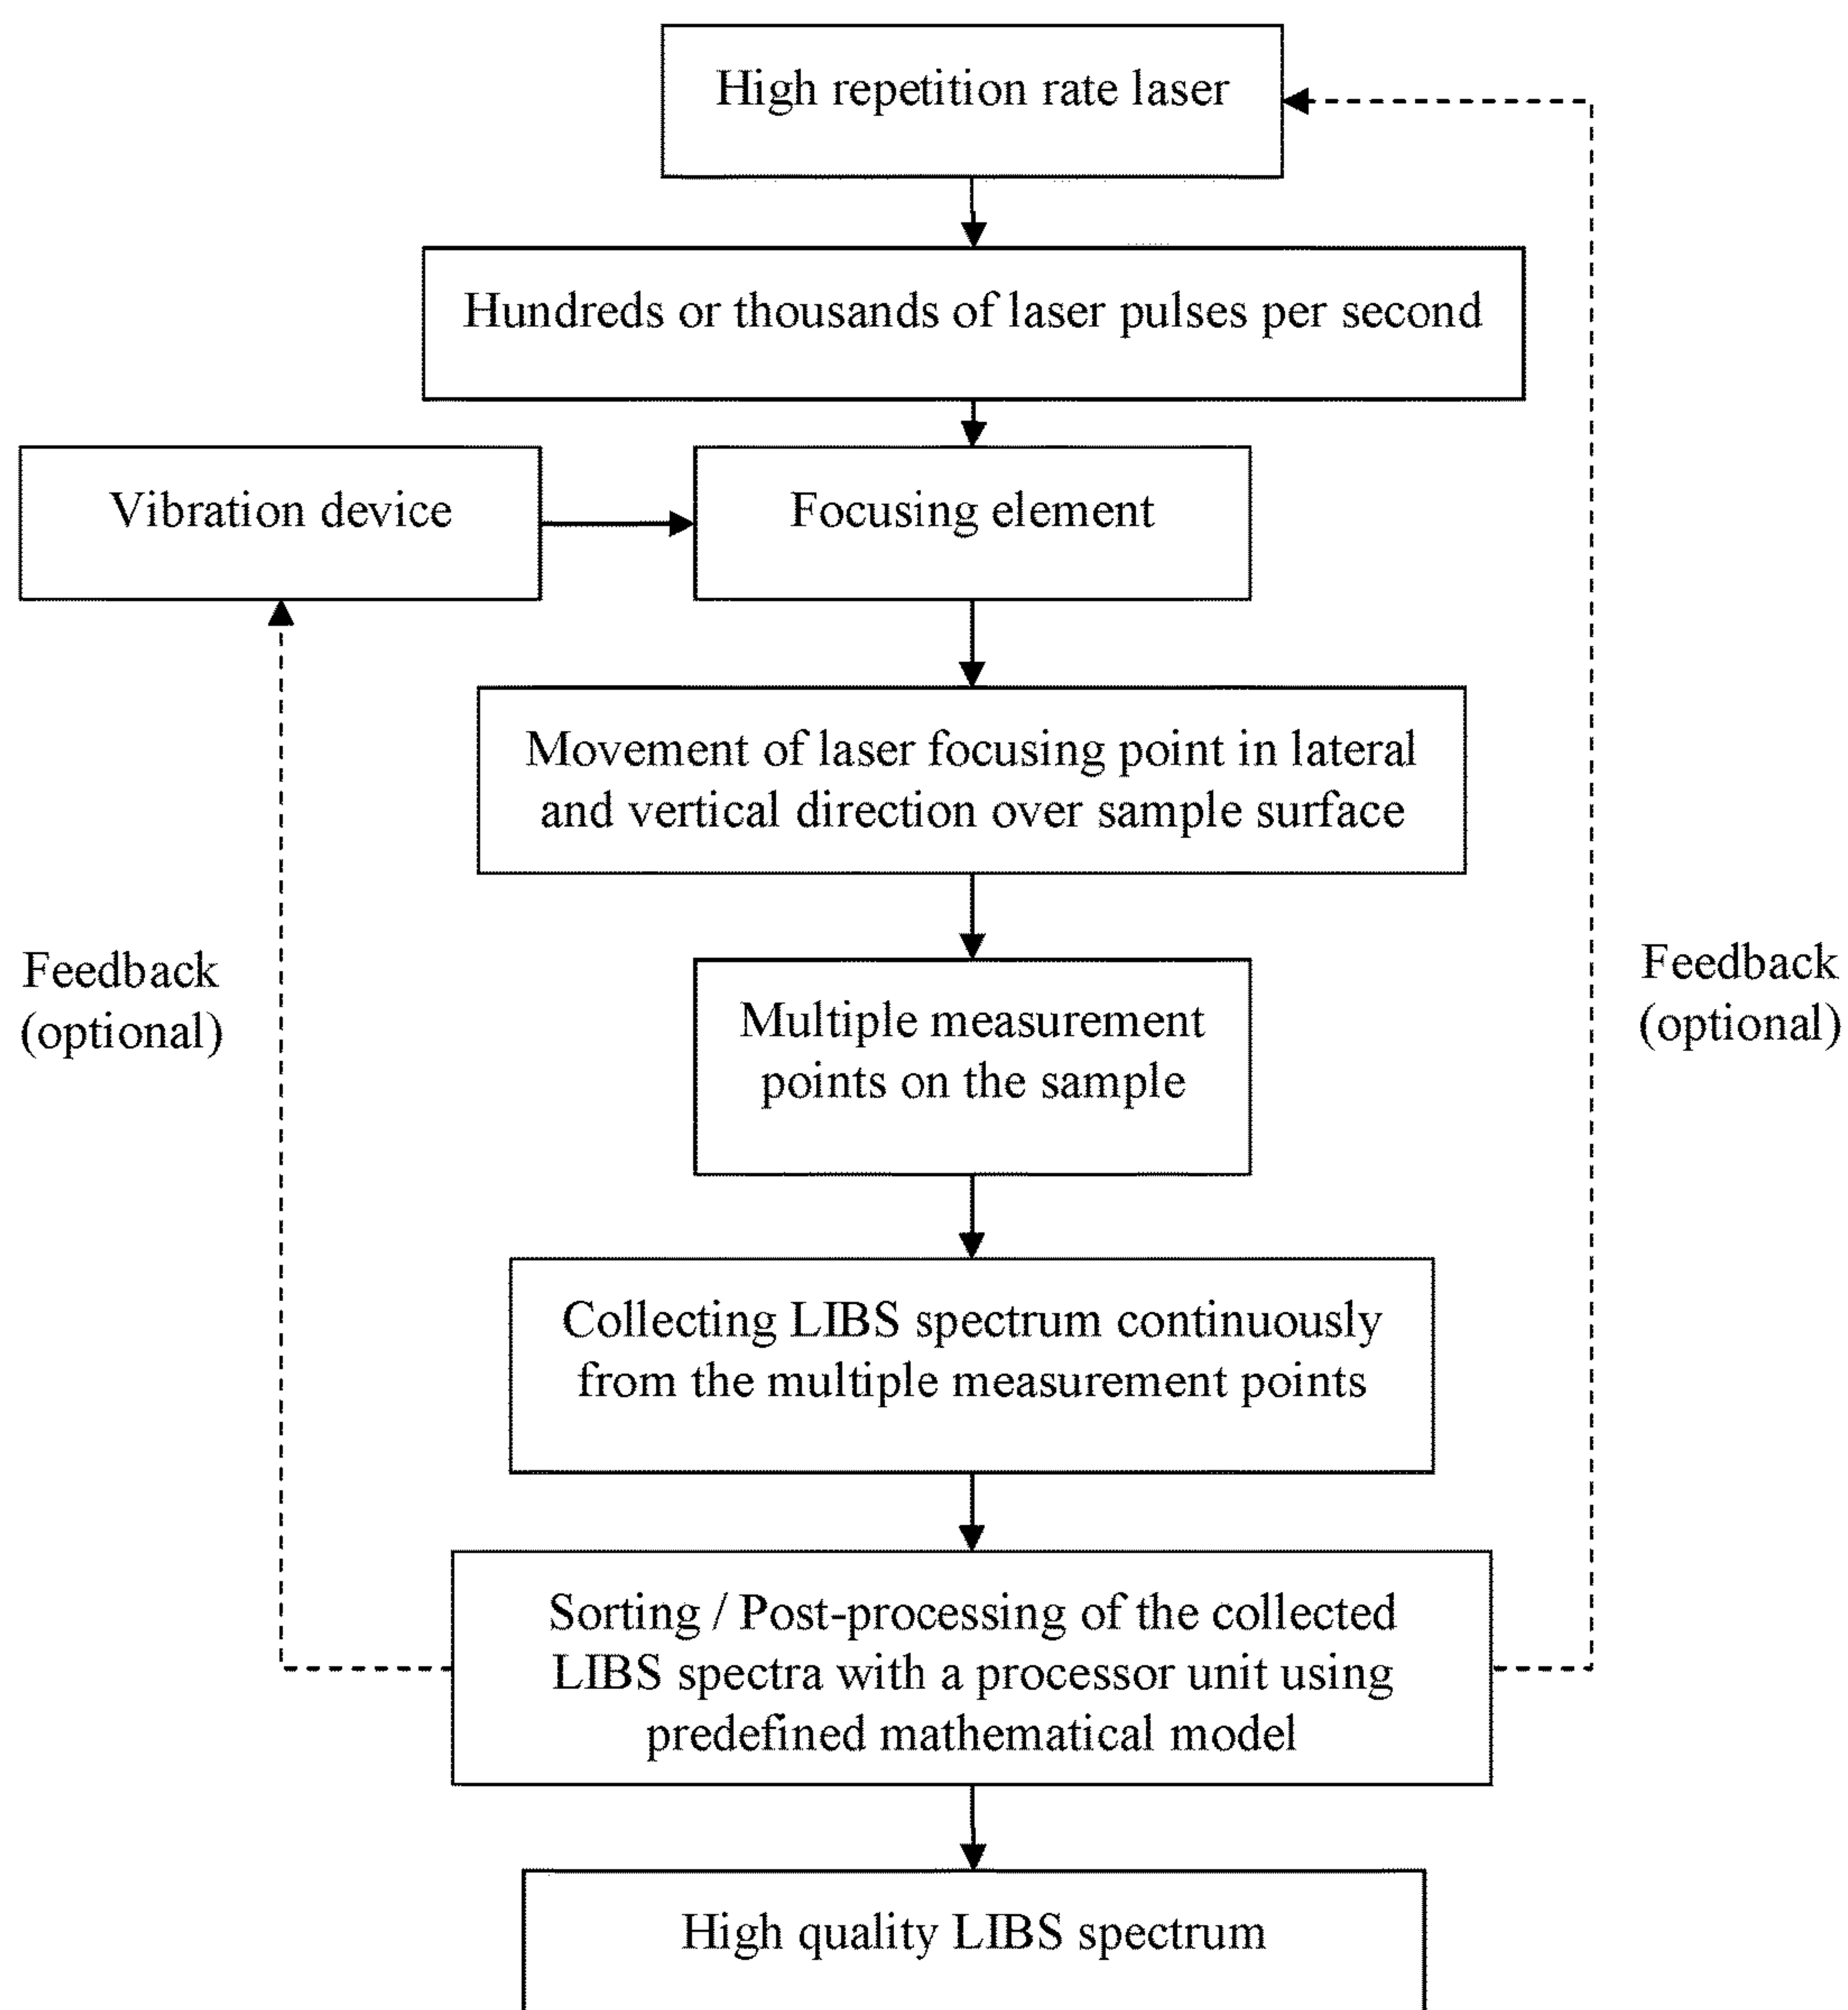 High repetition rate laser
Hundreds or thousands of laser pulses per second
Vibration device
Focusing element
Movement of laser focusing point in lateral
and vertical direction over sample surface
Feedback
(optional)
Feedback
(optional)
Multiple measurement
points on the sample
Collecting LIBS spectrum continuously
from the multiple measurement points
Sorting / Post-processing of the collected
LIBS spectra with a processor unit using
predefined mathematical model
High quality LIBS spectrum